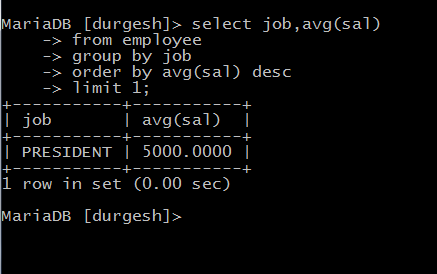 MariaDB [durgesh]> select job,avg(sal)
    -> from employee
    -> group by job
    -> order by avg(sal) desc
    -> limit 1;
+-----------+-----------+
| job       | avg(sal)  |
+-----------+-----------+
| PRESIDENT | 5000.0000 |
+-----------+-----------+
1 row in set (0.00 sec)
MariaDB [durgesh]>